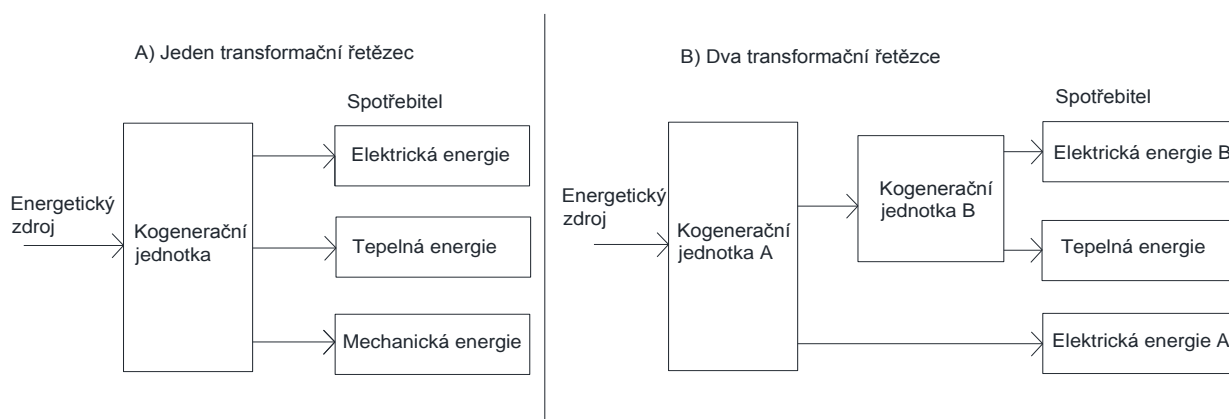 A) Jeden transformační řetězec
Spotřebitel
Energetický
zdroj
Kogenerační
jednotka
Elektrická energie
Tepelná energie
Mechanická energie
B) Dva transformační řetězce
Spotřebitel
Energetický
zdroj
Kogenerační
jednotka A
Kogenerační
jednotka B
Elektrická energie B
Tepelná energie
Elektrická energie A